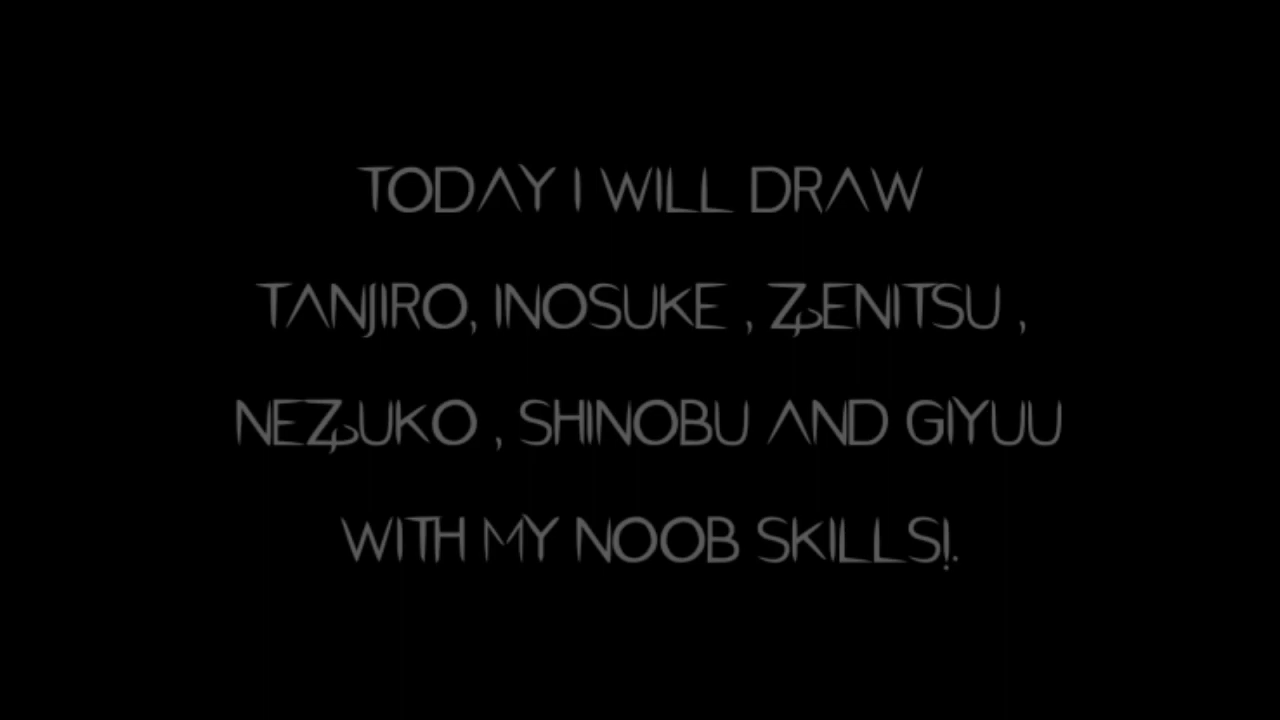 TODAY I WILL DRAW
TANJIRO, INOSUKE , ZENITSU ,
NEZUKO , SHINOBU AND GIYUU
WITH MY NOOB SKILLS!.